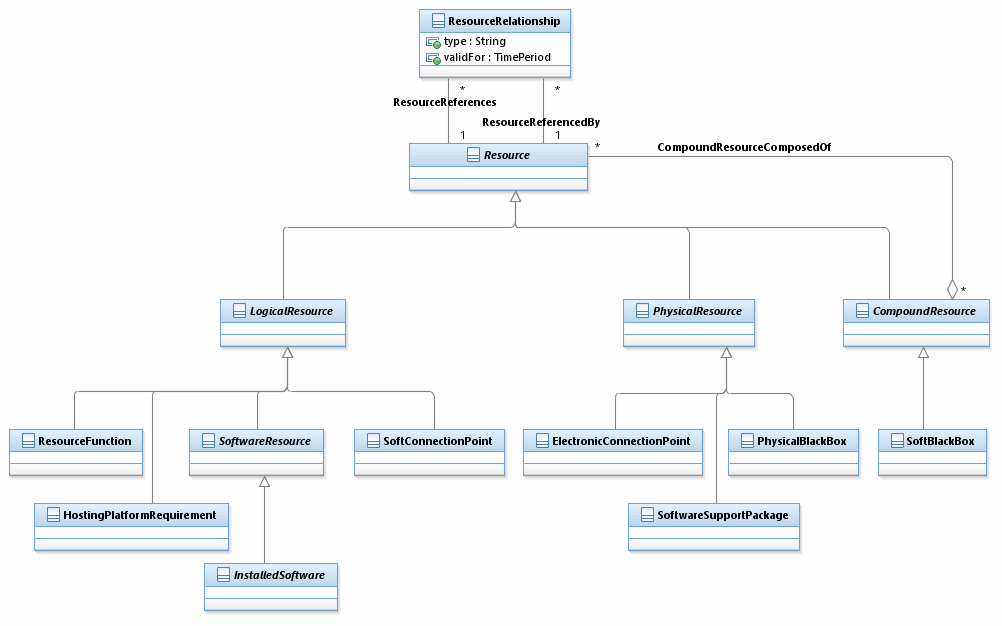 ResourceRelationship
type : String
validFor : TimePeriod
*
*
ResourceReferences
ResourceReferencedBy
1
1
*
CompoundResourceComposedOf
Resource
*
LogicalResource
PhysicalResource
CompoundResource
ResourceFunction
SoftwareResource
SoftConnectionPoint
ElectronicConnectionPoint
PhysicalBlackBox
SoftBlackBox
HostingPlatformRequirement
SoftwareSupportPackage
InstalledSoftware